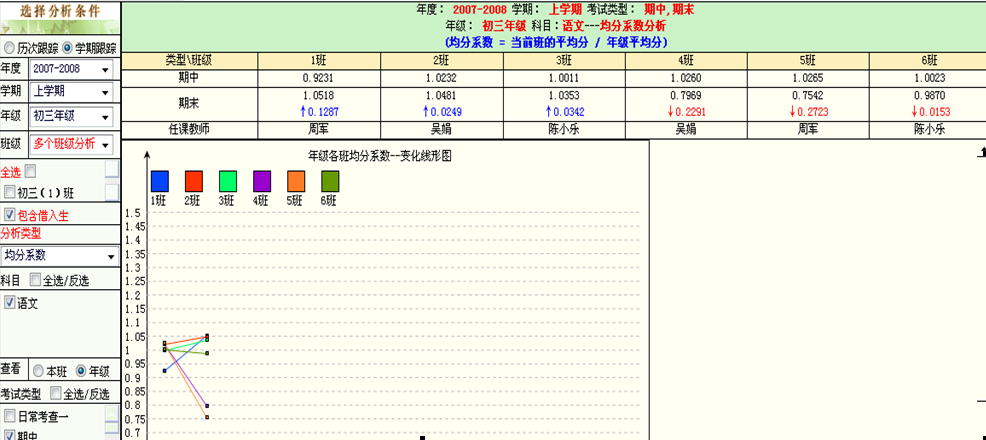 选择分析条件
历次跟踪 学期跟踪
年度 2007-2008
学期 上学期
年级 初三年级
班级 多个班级分析
全选
初三(1)班
包含借入生
分析类型
均分系数
科目 全选/反选
语文
查看 本班 年级
考试类型 全选/反选
日常考查一
期中
年度: 2007-2008 学期: 上学期 考试类型: 期中,期末
年级: 初三年级 科目:语文---均分系数分析
(均分系数 = 当前班的平均分 / 年级平均分)
类型\班级 1班 2班 3班 4班 5班 6班
期中 0.9231 1.0232 1.0011 1.0260 1.0265 1.0023
期末 1.0518 1.0481 1.0353 0.7969 0.7542 0.9870
↑0.1287 ↑0.0249 ↑0.0342 ↓0.2291 ↓0.2723 ↓0.0153
任课教师 周军 吴娟 陈小乐 吴娟 周军 陈小乐
年级各班均分系数--变化线形图
1班 2班 3班 4班 5班 6班
1.5
1.45
1.4
1.35
1.3
1.25
1.2
1.15
1.1
1.05
1
0.95
0.9
0.85
0.8
0.75
0.7